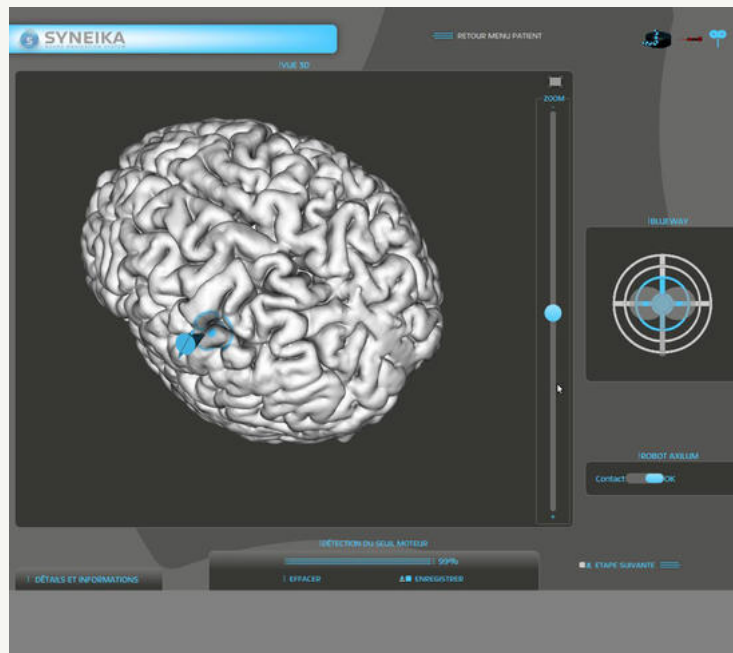 S SYNEIKA
RETOUR MENU PATIENT
VUE 3D
ZOOM
-
BLUEWAY
ROBOT AXILUM
Contact OK
+
DÉTECTION DU SEUIL MOTEUR
99%
EFFACER
ENREGISTRER
ETAPE SUIVANTE
DÉTAILS ET INFORMATIONS